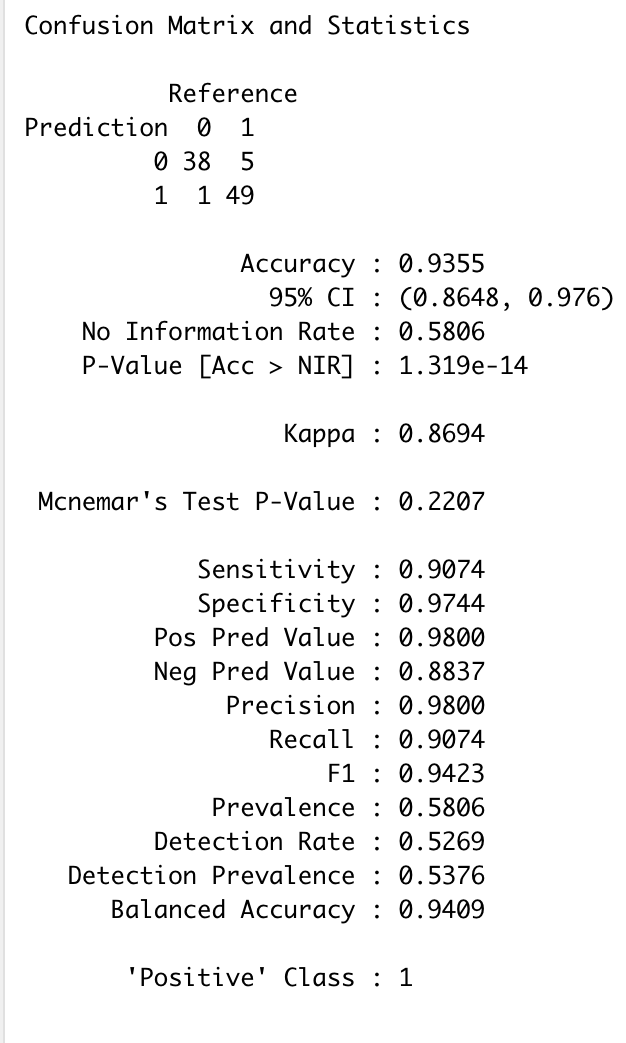 Confusion Matrix and Statistics
Reference
Prediction 0 1
0 38 5
1 1 49
Accuracy : 0.9355
95% CI : (0.8648, 0.976)
No Information Rate : 0.5806
P-Value [Acc > NIR] : 1.319e-14
Kappa : 0.8694
Mcnemar's Test P-Value : 0.2207
Sensitivity : 0.9074
Specificity : 0.9744
Pos Pred Value : 0.9800
Neg Pred Value : 0.8837
Precision : 0.9800
Recall : 0.9074
F1 : 0.9423
Prevalence : 0.5806
Detection Rate : 0.5269
Detection Prevalence : 0.5376
Balanced Accuracy : 0.9409
'Positive' Class : 1